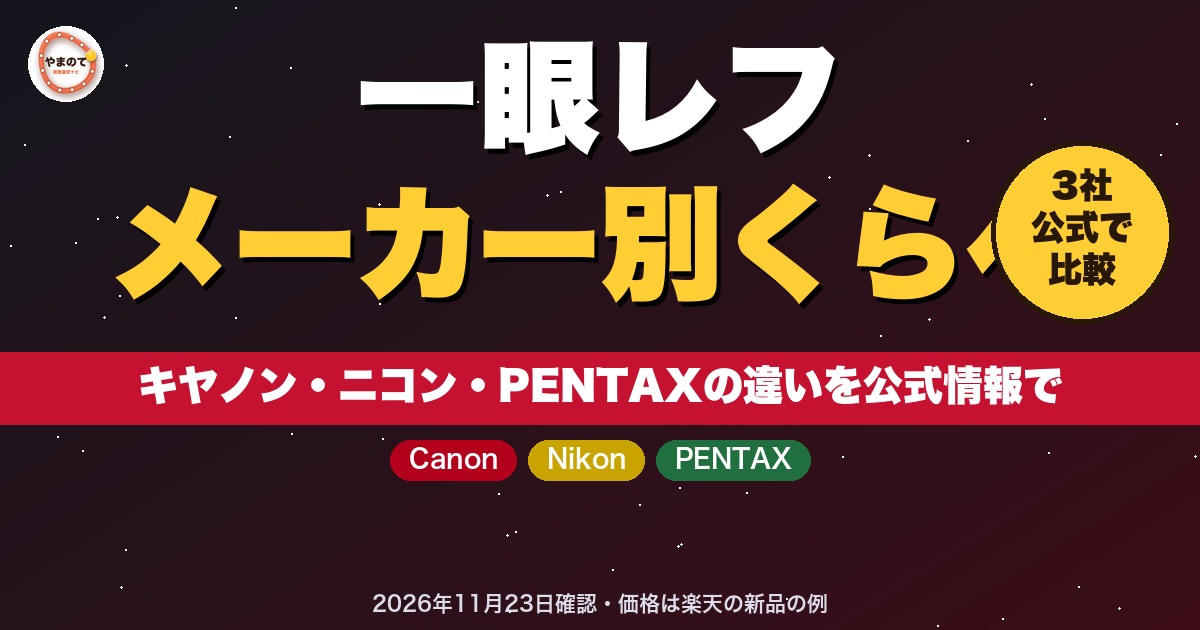 やまのて
一眼レフ
メーカー別くら
3社
公式で
比較
キヤノン・ニコン・PENTAXの違いを公式情報で
Canon
Nikon
PENTAX
2026年11月23日確認・価格は楽天の新品の例